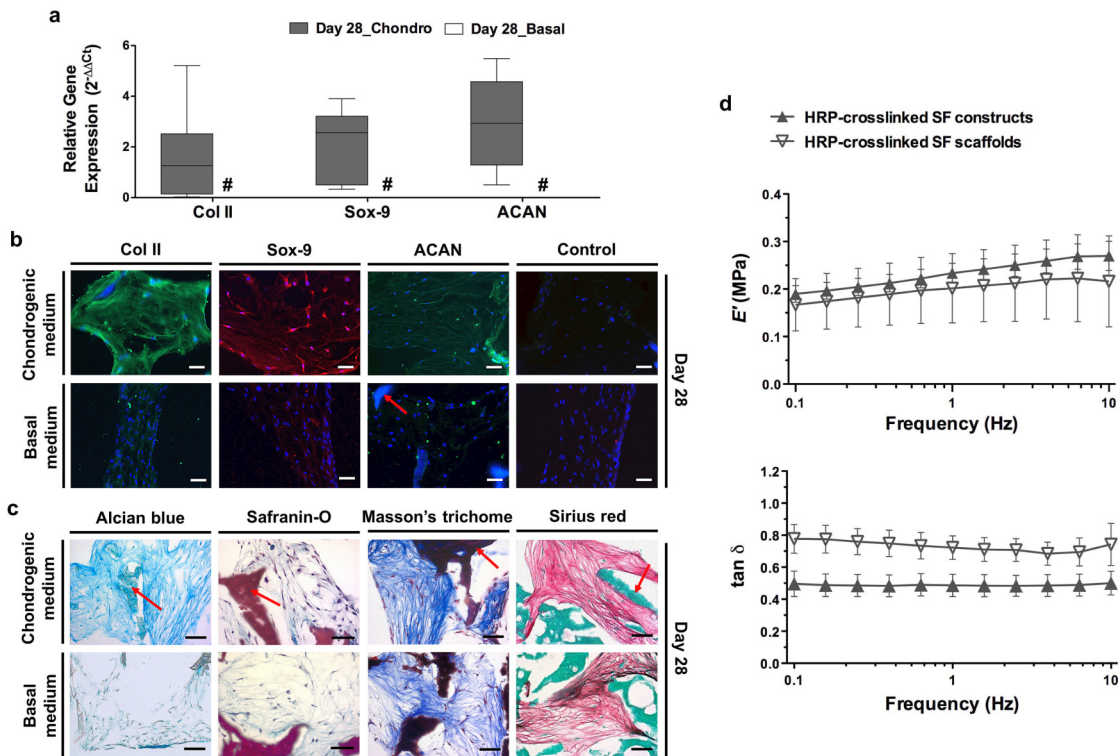 a
Day 28_Chondro
Day 28_Basal
Relative Gene
Expression (2-ΔΔCt)
6
4
2
0
#
#
#
Col II
Sox-9
ACAN
b
Col II
Sox-9
ACAN
Control
Chondrogenic
medium
Basal
medium
Day 28
c
Alcian blue
Safranin-O
Masson's trichome
Sirius red
Chondrogenic
medium
Basal
medium
Day 28
d
HRP-crosslinked SF constructs
HRP-crosslinked SF scaffolds
E' (MPa)
0.4
0.3
0.2
0.1
0.0
0.1
1
10
Frequency (Hz)
tan δ
1.2
1.0
0.8
0.6
0.4
0.2
0.0
0.1
1
10
Frequency (Hz)